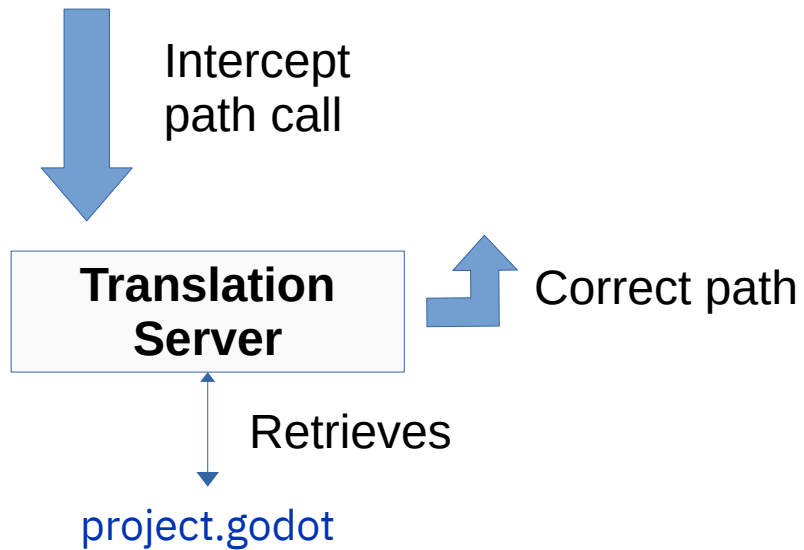 Intercept
path call
Translation
Server
Correct path
Retrieves
project.godot